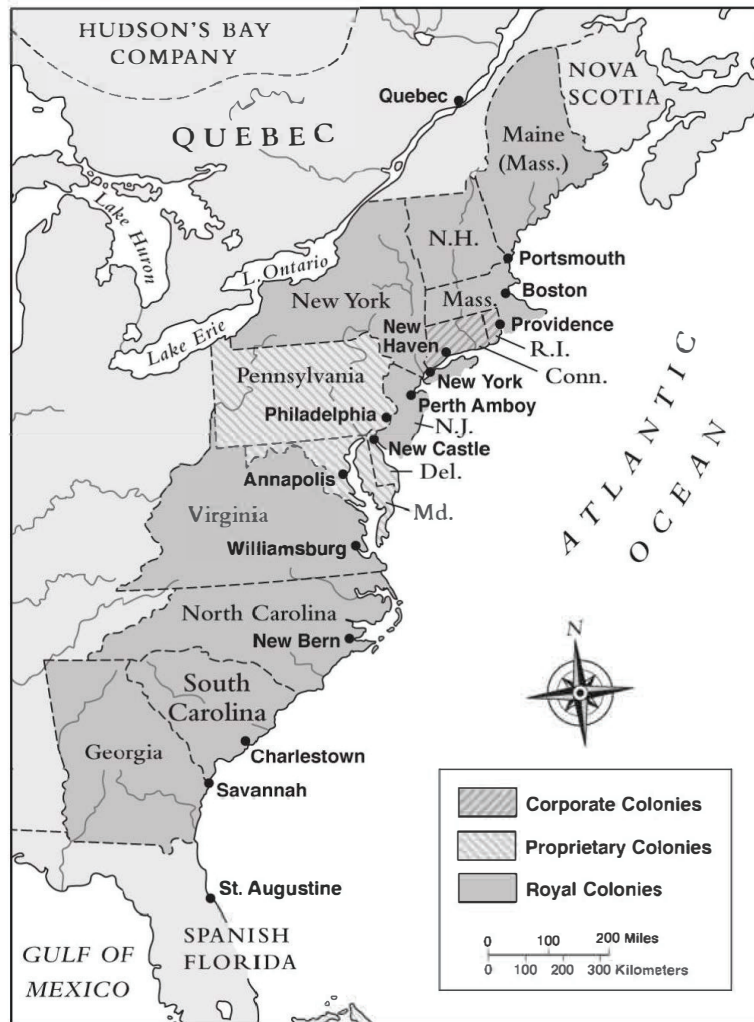 HUDSON'S BAY
COMPANY
Quebec
NOVA
SCOTIA
QUEBEC
Maine
(Mass.)
Lake Huron
N.H.
L. Ontario
Portsmouth
New York
Mass.
Boston
Lake Erie
New
Haven
Providence
R.I.
Conn.
Pennsylvania
New York
Perth Amboy
Philadelphia
N.J.
New Castle
Annapolis
Del.
Md.
Virginia
Williamsburg
ATLANTIC
OCEAN
North Carolina
New Bern
N
South
Carolina
Georgia
Charlestown
Savannah
St. Augustine
SPANISH
FLORIDA
GULF OF
MEXICO
Corporate Colonies
Proprietary Colonies
Royal Colonies
0 100 200 Miles
0 100 200 300 Kilometers